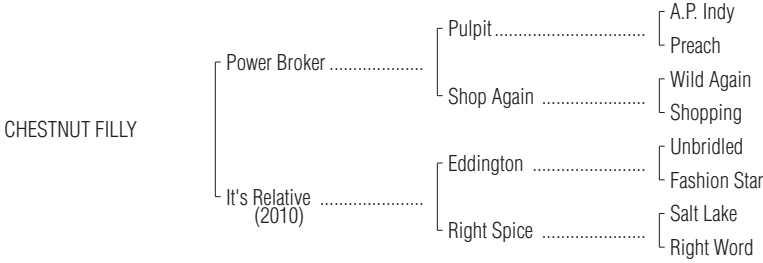 A.P. Indy
Pulpit..............................
Preach
Power Broker ...................
Wild Again
Shop Again .....................
Shopping
CHESTNUT FILLY
Unbridled
Eddington .......................
Fashion Star
It's Relative .....................
(2010)
Salt Lake
Right Spice .....................
Right Word